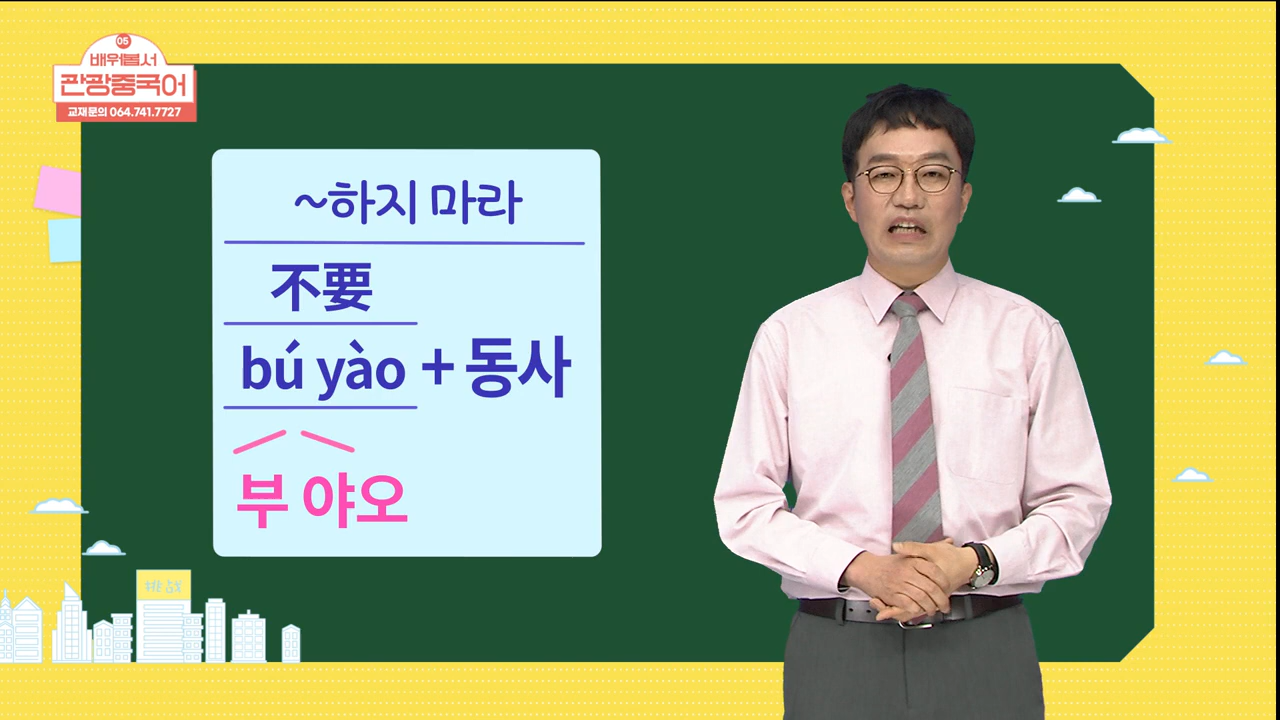 05
배워봅서
관광중국어
교재문의 064.741.7727
~하지 마라
不要
bú yào + 동사
부 야오